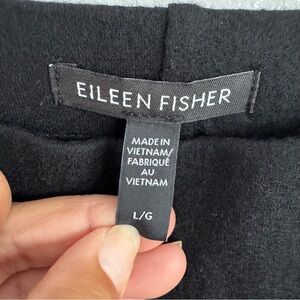 EILEEN FISHER
MADE IN
VIETNAM/
FABRIQUÉ
AU
VIETNAM
L/G